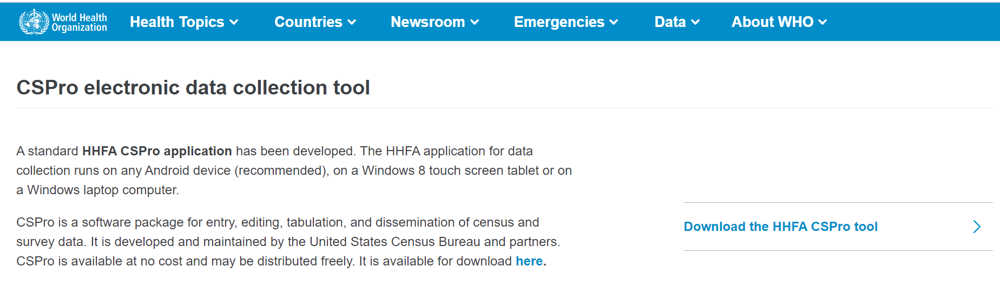 World Health
Organization
Health Topics
Countries
Newsroom
Emergencies
Data
About WHO
CSPro electronic data collection tool
A standard HHFA CSPro application has been developed. The HHFA application for data
collection runs on any Android device (recommended), on a Windows 8 touch screen tablet or on
a Windows laptop computer.
CSPro is a software package for entry, editing, tabulation, and dissemination of census and
survey data. It is developed and maintained by the United States Census Bureau and partners.
CSPro is available at no cost and may be distributed freely. It is available for download here.
Download the HHFA CSPro tool